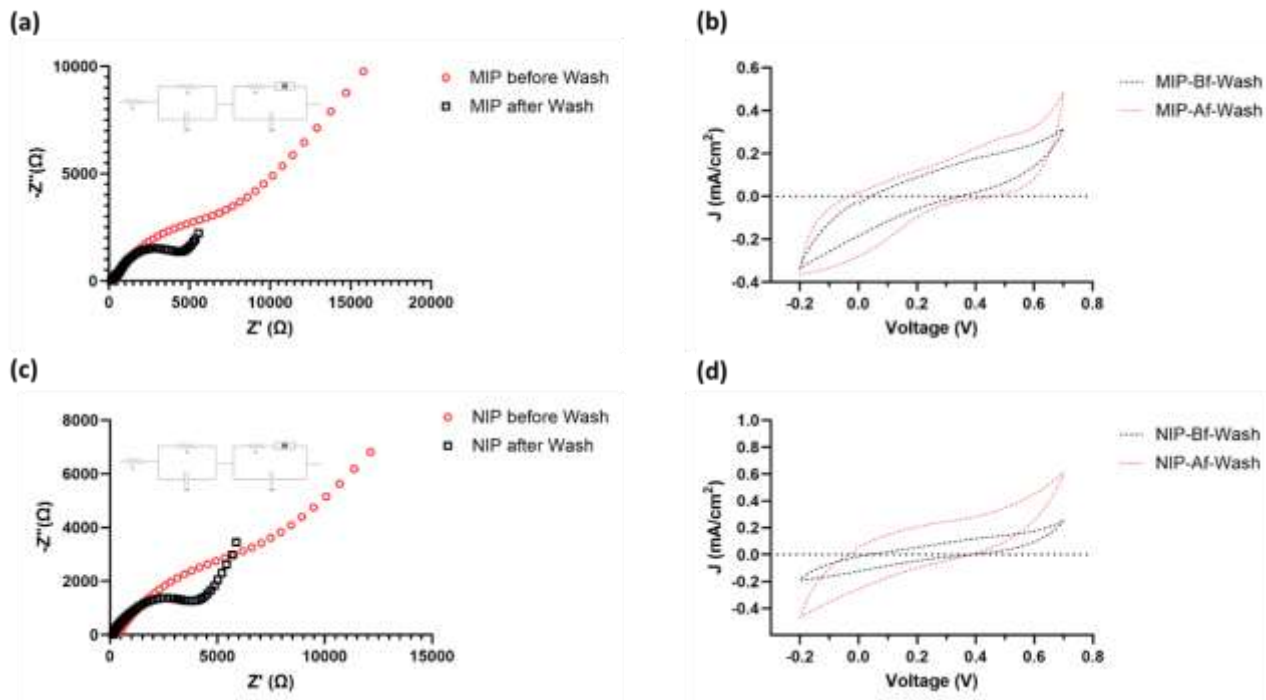 (a)
10000
5000
0
-Z''(Ω)
0
5000
10000
15000
20000
Z' (Ω)
MIP before Wash
MIP after Wash
(b)
0.6
0.4
0.2
0.0
-0.2
-0.4
J (mA/cm²)
-0.2
0.0
0.2
0.4
0.6
0.8
Voltage (V)
MIP-Bf-Wash
MIP-Af-Wash
(c)
8000
6000
4000
2000
0
-Z''(Ω)
0
5000
10000
15000
Z' (Ω)
NIP before Wash
NIP after Wash
(d)
1.0
0.8
0.6
0.4
0.2
0.0
-0.2
-0.4
J (mA/cm²)
-0.2
0.0
0.2
0.4
0.6
0.8
Voltage (V)
NIP-Bf-Wash
NIP-Af-Wash